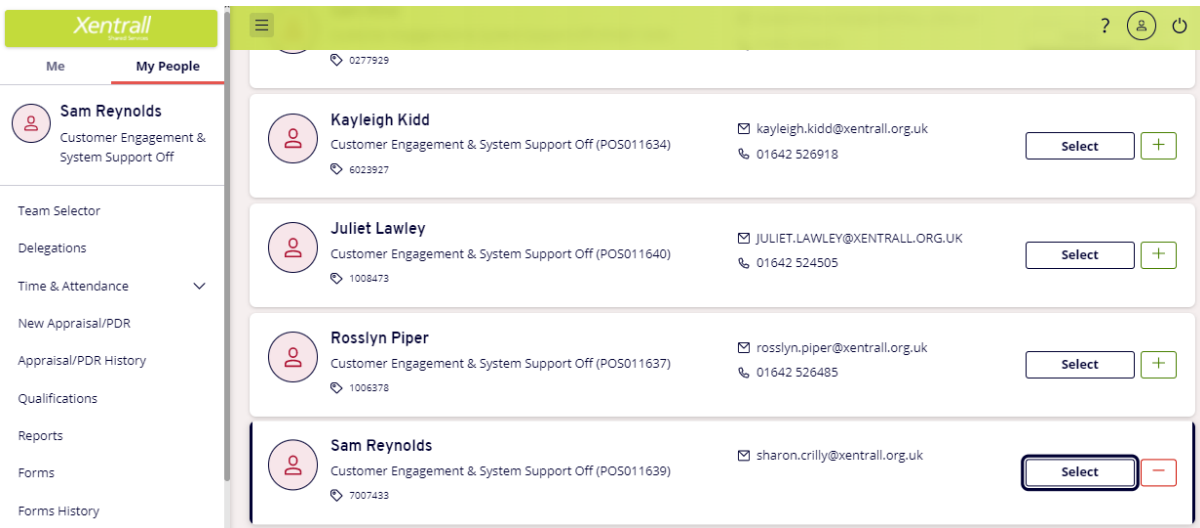 Xentrall
Shared Services
Me
My People
Sam Reynolds
Customer Engagement &
System Support Off
Team Selector
Delegations
Time & Attendance
New Appraisal/PDR
Appraisal/PDR History
Qualifications
Reports
Forms
Forms History
?
0277929
Kayleigh Kidd
Customer Engagement & System Support Off (POS011634)
6023927
kayleigh.kidd@xentrall.org.uk
01642 526918
Select
+
Juliet Lawley
Customer Engagement & System Support Off (POS011640)
1008473
JULIET.LAWLEY@XENTRALL.ORG.UK
01642 524505
Select
+
Rosslyn Piper
Customer Engagement & System Support Off (POS011637)
1006378
rosslyn.piper@xentrall.org.uk
01642 526485
Select
+
Sam Reynolds
Customer Engagement & System Support Off (POS011639)
7007433
sharon.crilly@xentrall.org.uk
Select
−